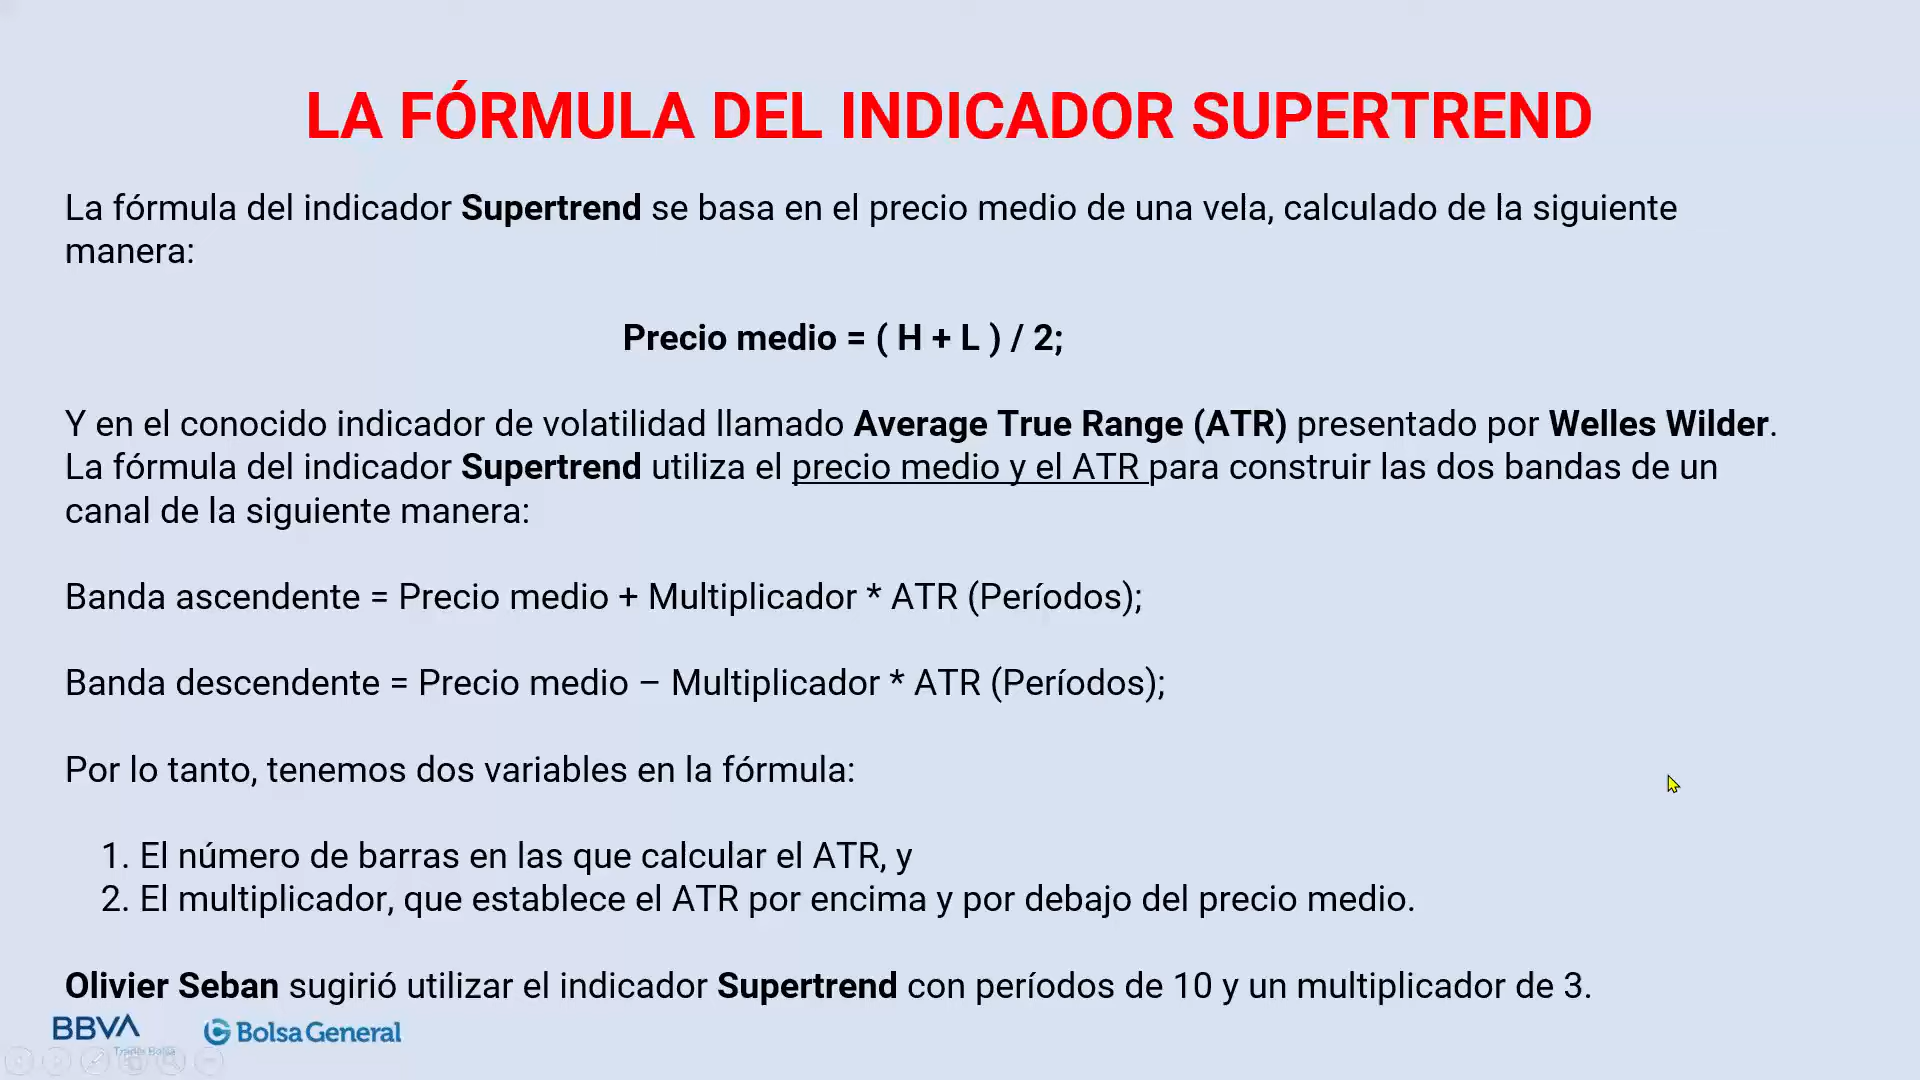 LA FÓRMULA DEL INDICADOR SUPERTREND
La fórmula del indicador Supertrend se basa en el precio medio de una vela, calculado de la siguiente
manera:
Precio medio = ( H + L ) / 2;
Y en el conocido indicador de volatilidad llamado Average True Range (ATR) presentado por Welles Wilder.
La fórmula del indicador Supertrend utiliza el precio medio y el ATR para construir las dos bandas de un
canal de la siguiente manera:
Banda ascendente = Precio medio + Multiplicador * ATR (Períodos);
Banda descendente = Precio medio – Multiplicador * ATR (Períodos);
Por lo tanto, tenemos dos variables en la fórmula:
1. El número de barras en las que calcular el ATR, y
2. El multiplicador, que establece el ATR por encima y por debajo del precio medio.
Olivier Seban sugirió utilizar el indicador Supertrend con períodos de 10 y un multiplicador de 3.
BBVA
Trader Bolsa
Bolsa General